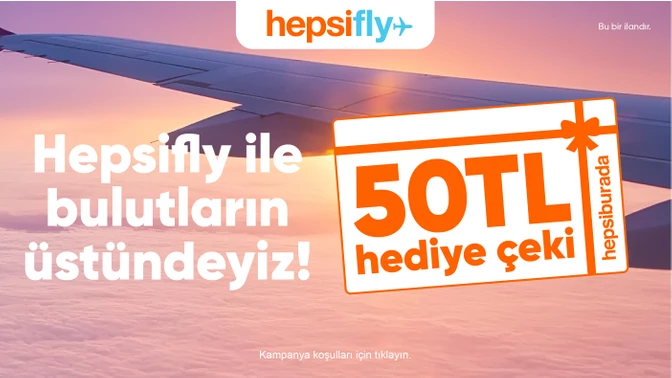 hepsifly
Bu bir ilandır.
Hepsifly ile
bulutların
üstündeyiz!
50TL
hediye çeki
hepsiburada
Kampanya koşulları için tıklayın